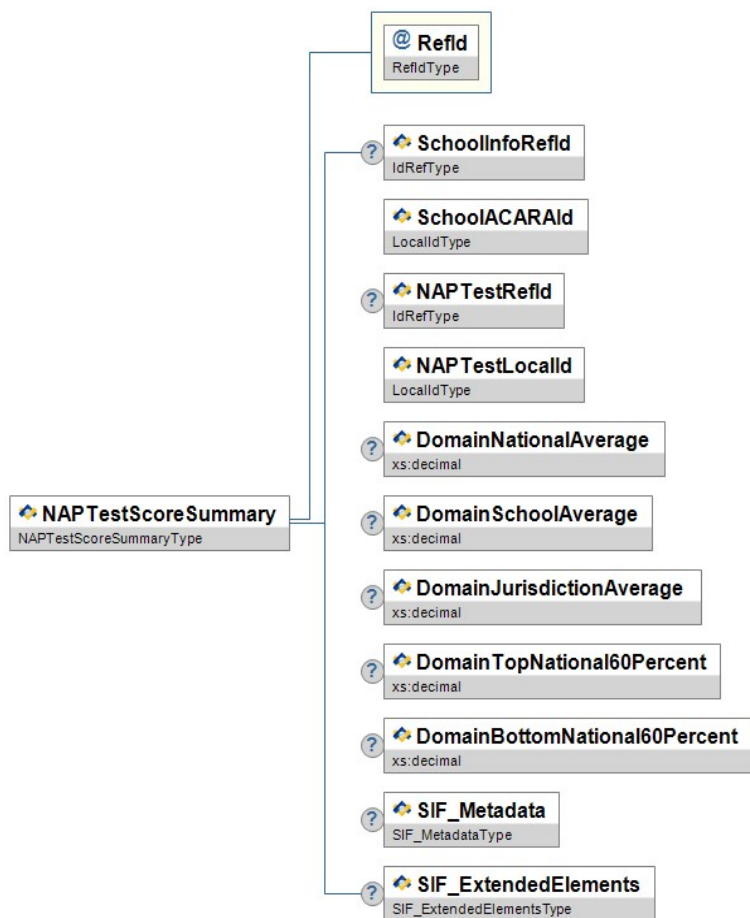 @ RefId
RefIdType
? SchoolInfoRefId
IdRefType
SchoolACARAId
LocalIdType
? NAPTestRefId
IdRefType
NAPTestLocalId
LocalIdType
? DomainNationalAverage
xs:decimal
NAPTestScoreSummary
NAPTestScoreSummaryType
? DomainSchoolAverage
xs:decimal
? DomainJurisdictionAverage
xs:decimal
? DomainTopNational60Percent
xs:decimal
? DomainBottomNational60Percent
xs:decimal
? SIF_Metadata
SIF_MetadataType
? SIF_ExtendedElements
SIF_ExtendedElementsType